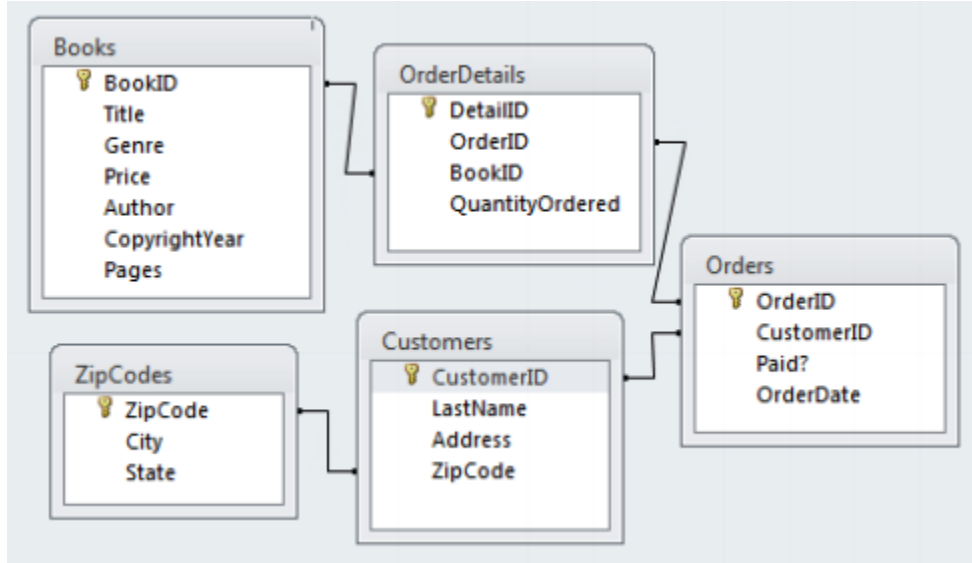 Books
BookID
Title
Genre
Price
Author
CopyrightYear
Pages
OrderDetails
DetailID
OrderID
BookID
QuantityOrdered
Orders
OrderID
CustomerID
Paid?
OrderDate
Customers
CustomerID
LastName
Address
ZipCode
ZipCodes
ZipCode
City
State